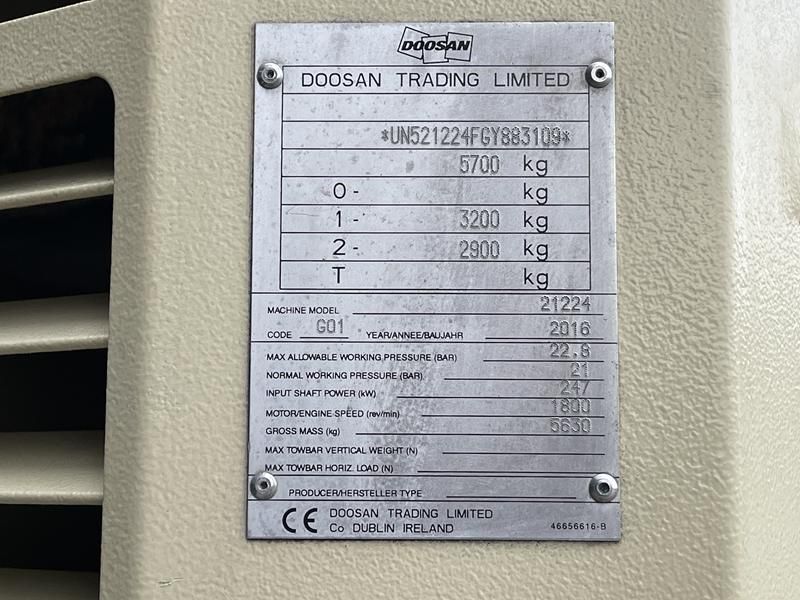 DOOSAN
DOOSAN TRADING LIMITED
*UN521224FGY883109*
5700 kg
0- kg
1- 3200 kg
2- 2900 kg
T kg
MACHINE MODEL 21224
CODE G01 YEAR/ANNEE/BAUJAHR 2016
MAX ALLOWABLE WORKING PRESSURE (BAR) 22.8
NORMAL WORKING PRESSURE (BAR) 21
INPUT SHAFT POWER (kW) 247
MOTOR/ENGINE SPEED (rev/min) 1800
GROSS MASS (kg) 5630
MAX TOWBAR VERTICAL WEIGHT (N)
MAX TOWBAR HORIZ. LOAD (N)
PRODUCER/HERSTELLER TYPE
CE DOOSAN TRADING LIMITED
Co DUBLIN IRELAND 46656616-B